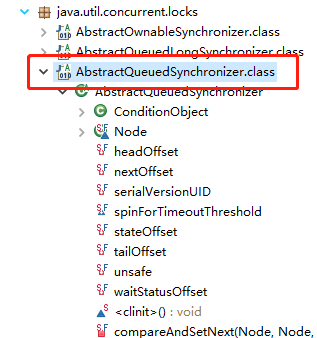 java.util.concurrent.locks
AbstractOwnableSynchronizer.class
AbstractQueuedLongSynchronizer.class
AbstractQueuedSynchronizer.class
AbstractQueuedSynchronizer
ConditionObject
Node
headOffset
nextOffset
serialVersionUID
spinForTimeoutThreshold
stateOffset
tailOffset
unsafe
waitStatusOffset
<clinit>() : void
compareAndSetNext(Node, Node,